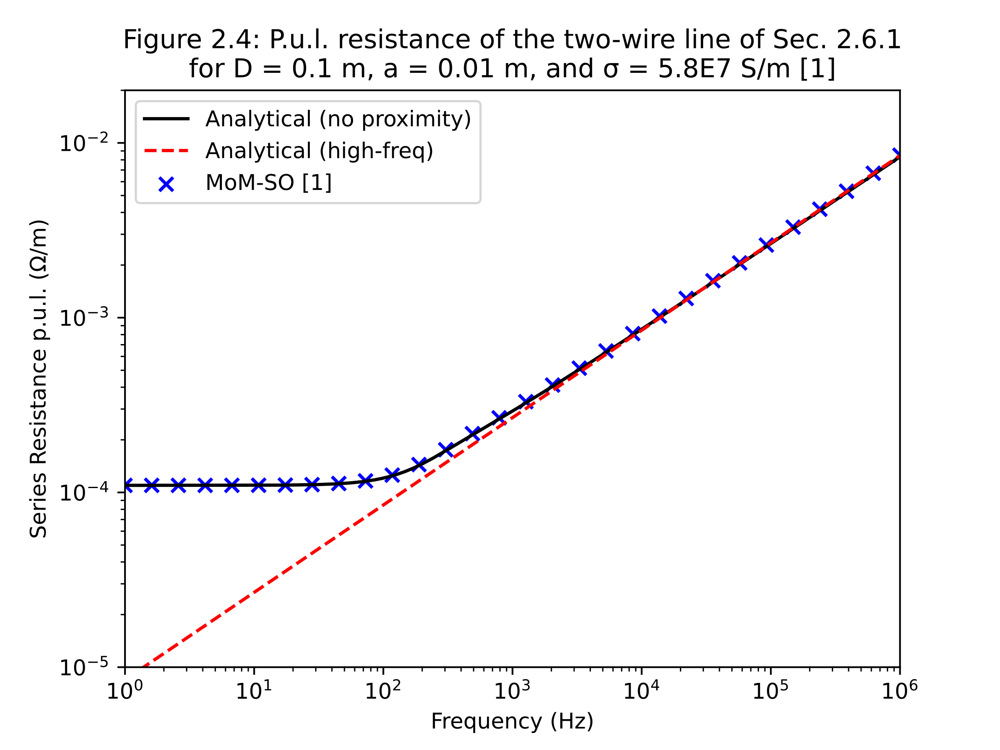 Figure 2.4: P.u.l. resistance of the two-wire line of Sec. 2.6.1
for D = 0.1 m, a = 0.01 m, and σ = 5.8E7 S/m [1]
Analytical (no proximity)
Analytical (high-freq)
MoM-SO [1]
Series Resistance p.u.l. (Ω/m)
10⁻²
10⁻³
10⁻⁴
10⁻⁵
10⁰ 10¹ 10² 10³ 10⁴ 10⁵ 10⁶
Frequency (Hz)